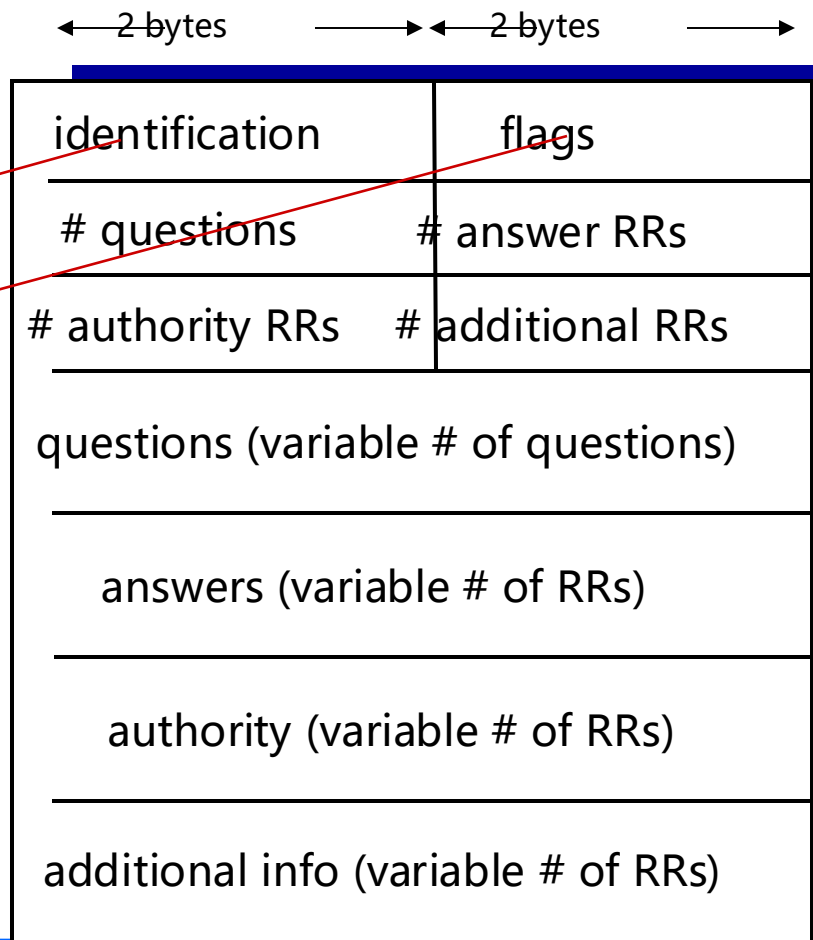 2 bytes 2 bytes
identification flags
# questions # answer RRs
# authority RRs # additional RRs
questions (variable # of questions)
answers (variable # of RRs)
authority (variable # of RRs)
additional info (variable # of RRs)